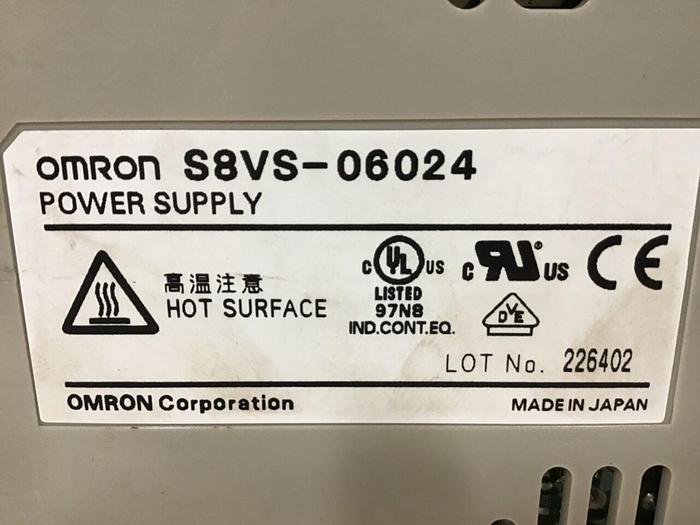 OMRON S8VS-06024
POWER SUPPLY
高温注意
HOT SURFACE
C UL US
LISTED
97N8
IND.CONT.EQ.
C RU US
CE
DVE
LOT No. 226402
OMRON Corporation
MADE IN JAPAN